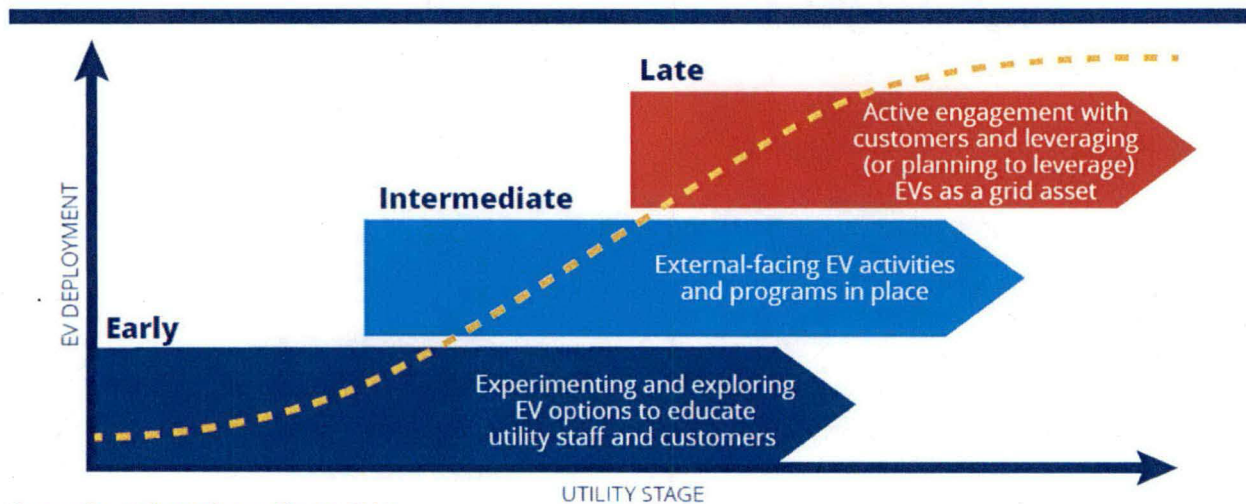 Late
Active engagement with
customers and leveraging
(or planning to leverage)
EVs as a grid asset
Intermediate
External-facing EV activities
and programs in place
Early
Experimenting and exploring
EV options to educate
utility staff and customers
EV DEPLOYMENT
UTILITY STAGE